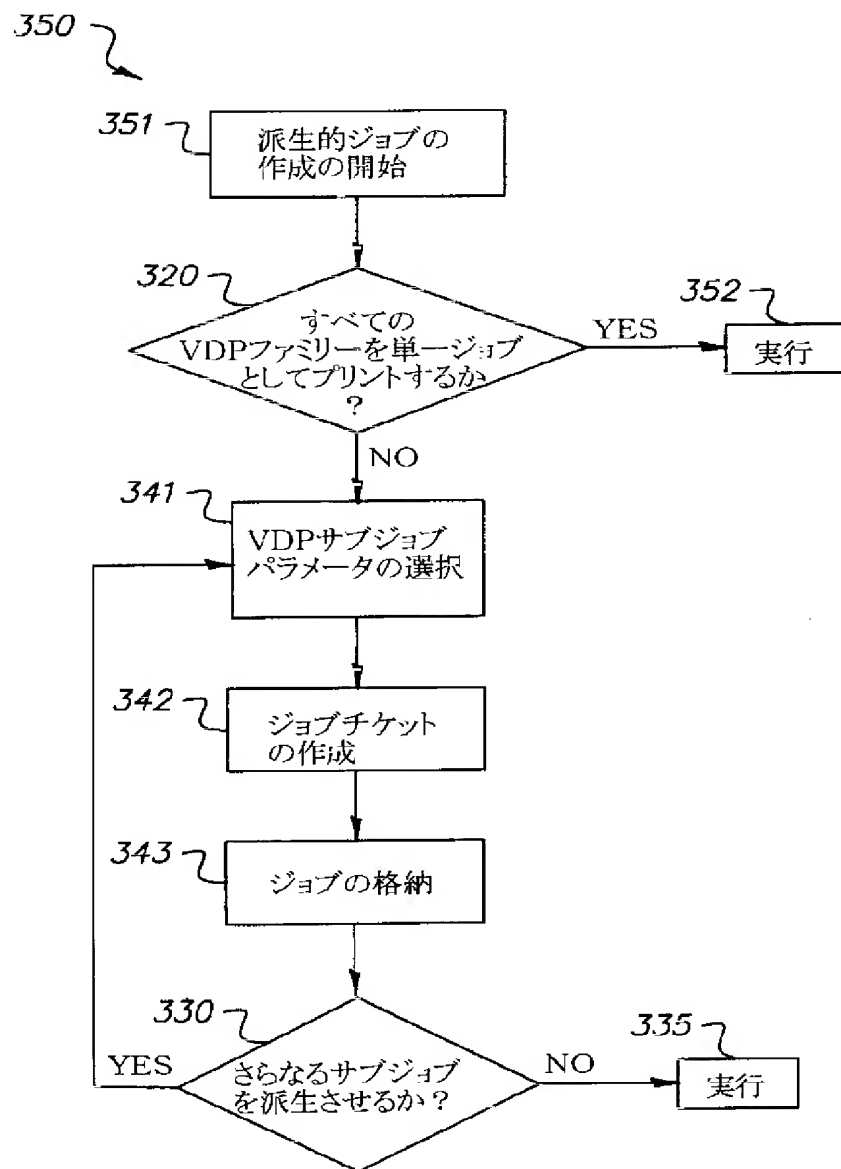 350
351
派生的ジョブの
作成の開始
320
すべての
VDPファミリーを単一ジョブ
としてプリントするか
?
YES
352
実行
NO
341
VDPサブジョブ
パラメータの選択
342
ジョブチケット
の作成
343
ジョブの格納
330
YES
さらなるサブジョブ
を派生させるか?
NO
335
実行